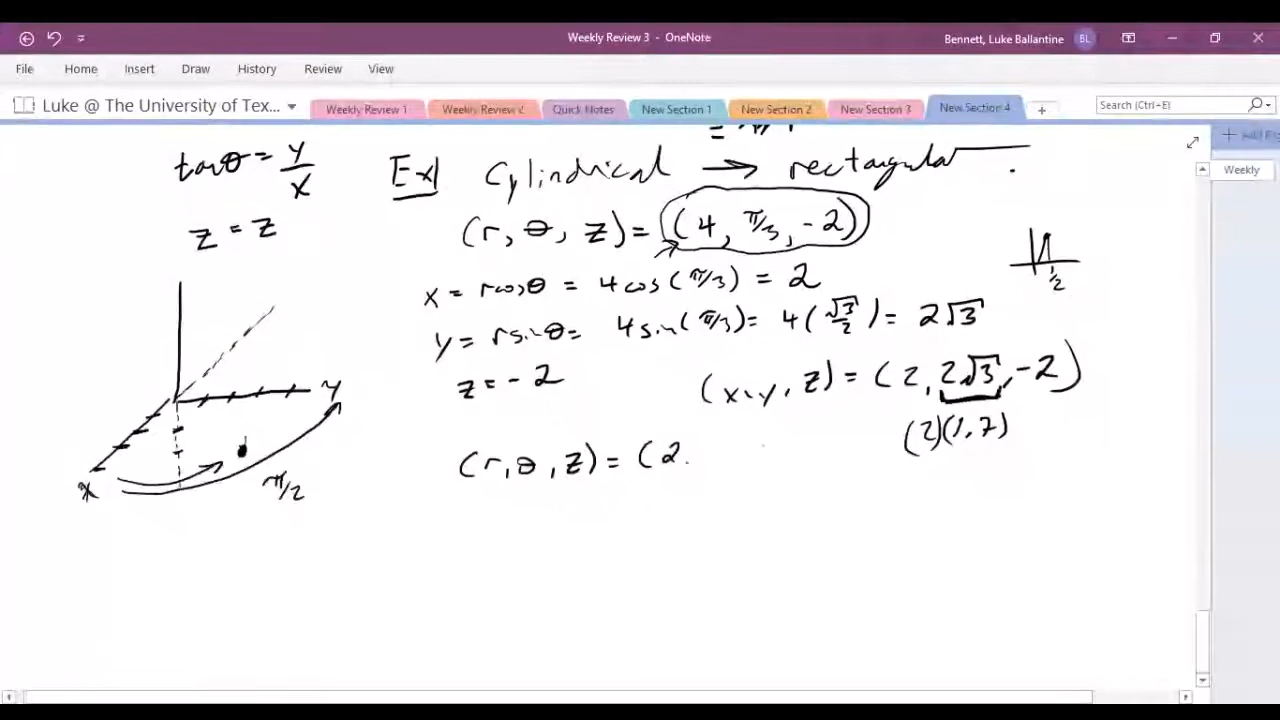 Weekly Review 3 - OneNote
Bennett, Luke Ballantine BL
File Home Insert Draw History Review View
Luke @ The University of Tex... Weekly Review 1 Weekly Review 2 Quick Notes New Section 1 New Section 2 New Section 3 New Section 4 + Search (Ctrl+E)
Weekly
tanθ = y/x
z = z
Ex) Cylindrical → rectangular.
(r, θ, z) = (4, π/3, -2)
x = rcosθ = 4cos(π/3) = 2
1/2
y = rsinθ = 4sin(π/3) = 4(√3/2) = 2√3
z = -2
(x, y, z) = (2, 2√3, -2)
(2)(1,7)
(r, θ, z) = (2.
y
x
π/2